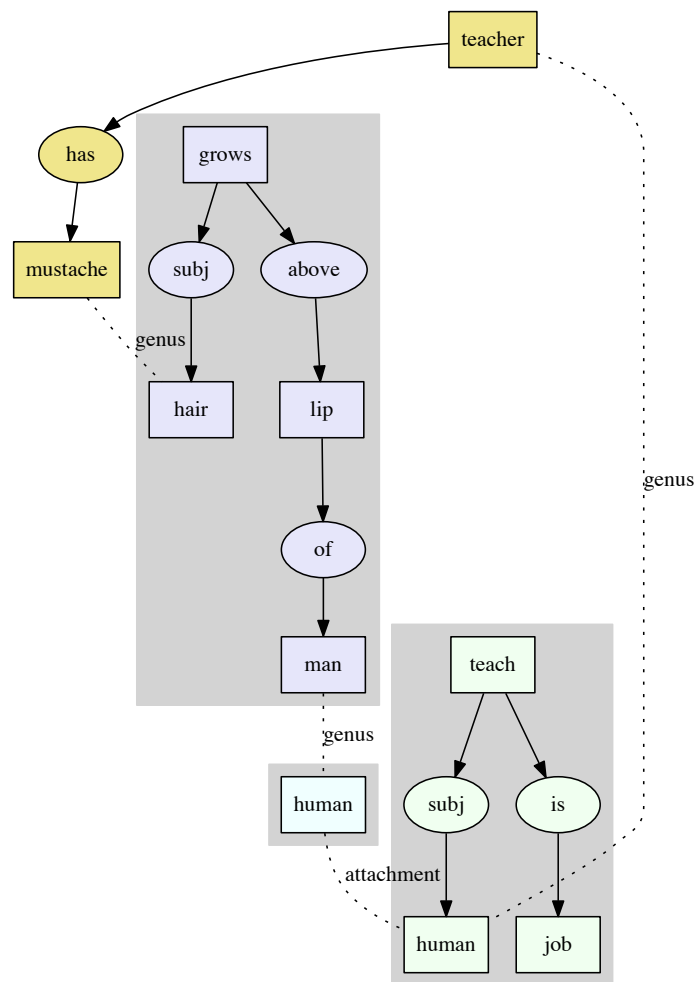 teacher
has
grows
mustache
subj
above
genus
hair
lip
genus
of
man
teach
genus
human
subj
is
attachment
human
job